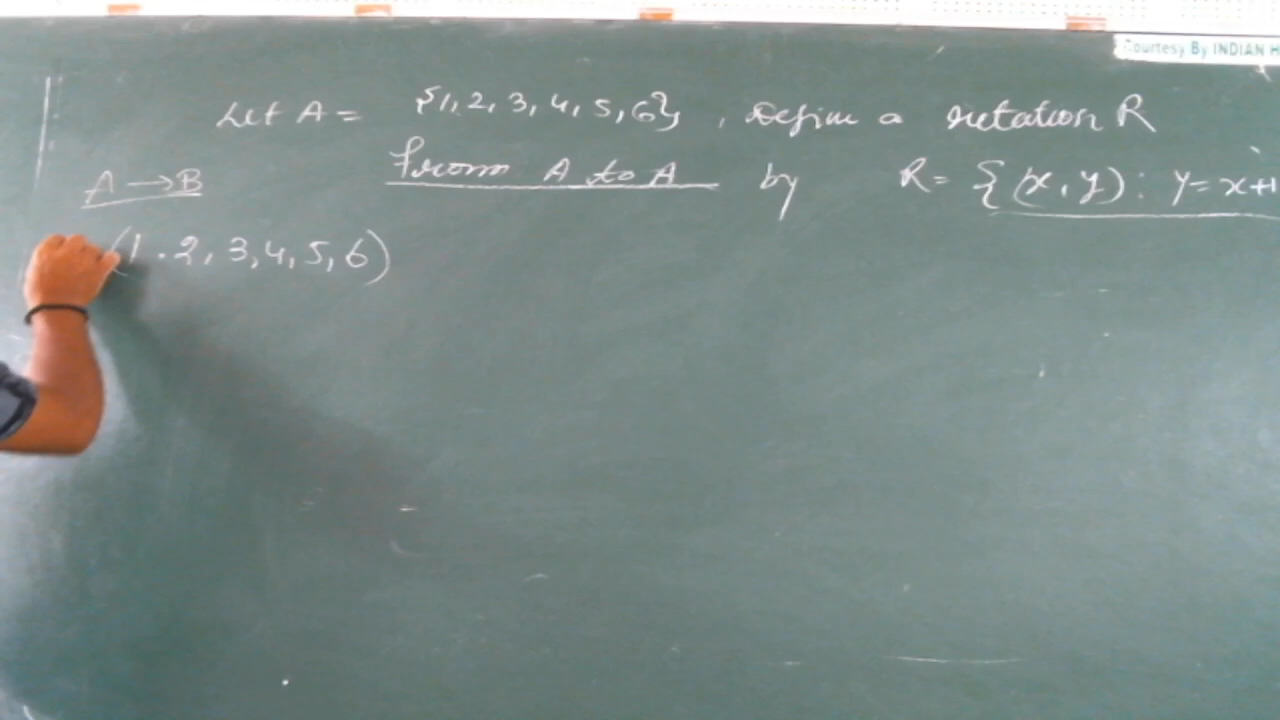 Courtesy By INDIAN H
Let A = {1, 2, 3, 4, 5, 6}, Define a relation R
from A to A by R = {(x, y): y = x+1
A → B
(1.2, 3, 4, 5, 6)